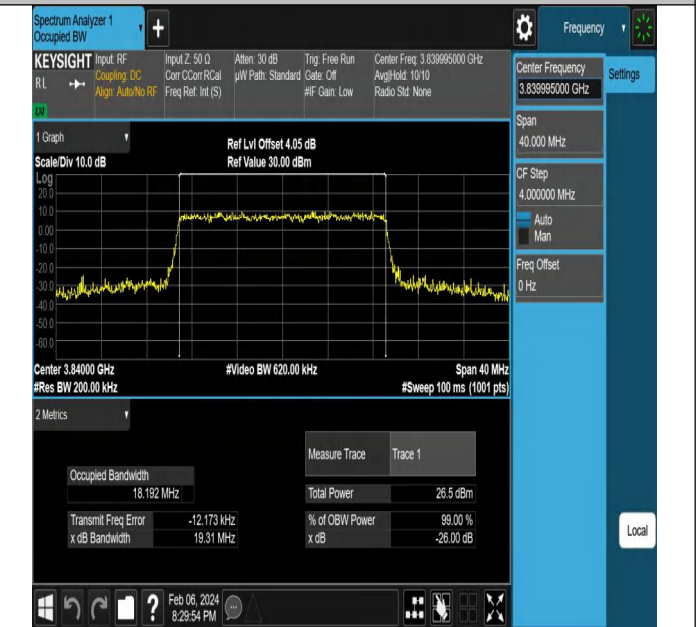 Spectrum Analyzer 1
Occupied BW
+
Frequency
KEYSIGHT
RL
LXI
Input: RF
Coupling: DC
Align: Auto/No RF
Input Z: 50 Ω
Corr CCorr RCal
Freq Ref: Int (S)
Atten: 30 dB
µW Path: Standard
Trig: Free Run
Gate: Off
#IF Gain: Low
Center Freq: 3.839995000 GHz
Avg|Hold: 10/10
Radio Std: None
Center Frequency
3.839995000 GHz
Settings
Span
40.000 MHz
CF Step
4.000000 MHz
Auto
Man
Freq Offset
0 Hz
1 Graph
Scale/Div 10.0 dB
Ref Lvl Offset 4.05 dB
Ref Value 30.00 dBm
Log
20.0
10.0
0.00
-10.0
-20.0
-30.0
-40.0
-50.0
-60.0
Center 3.84000 GHz
#Res BW 200.00 kHz
#Video BW 620.00 kHz
Span 40 MHz
#Sweep 100 ms (1001 pts)
2 Metrics
Measure Trace Trace 1
Occupied Bandwidth
18.192 MHz
Total Power 26.5 dBm
Transmit Freq Error -12.173 kHz
% of OBW Power 99.00 %
x dB Bandwidth 19.31 MHz
x dB -26.00 dB
Local
?
Feb 06, 2024
8:29:54 PM